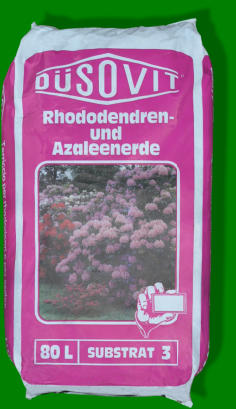 DÜSOVIT
Rhododendren-
und
Azaleenerde
80 L SUBSTRAT 3